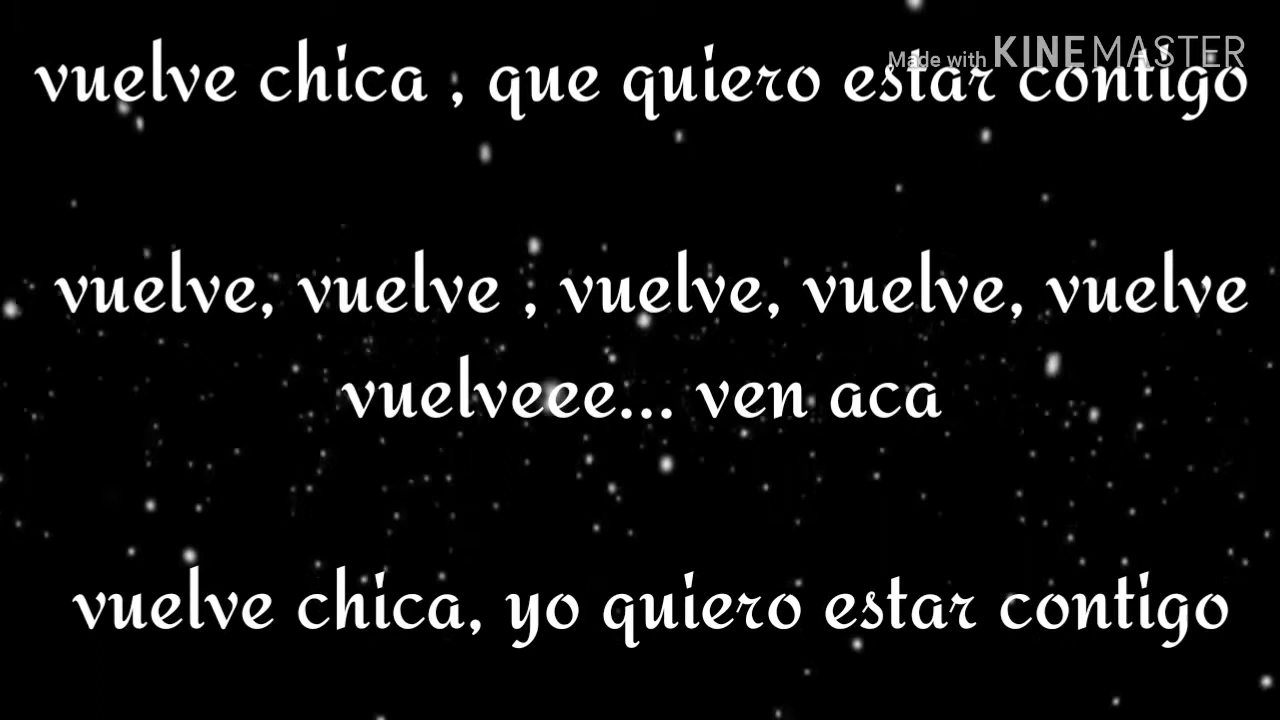 Made with KINEMASTER
vuelve chica , que quiero estar contigo
vuelve, vuelve , vuelve, vuelve, vuelve
vuelveee... ven aca
vuelve chica, yo quiero estar contigo